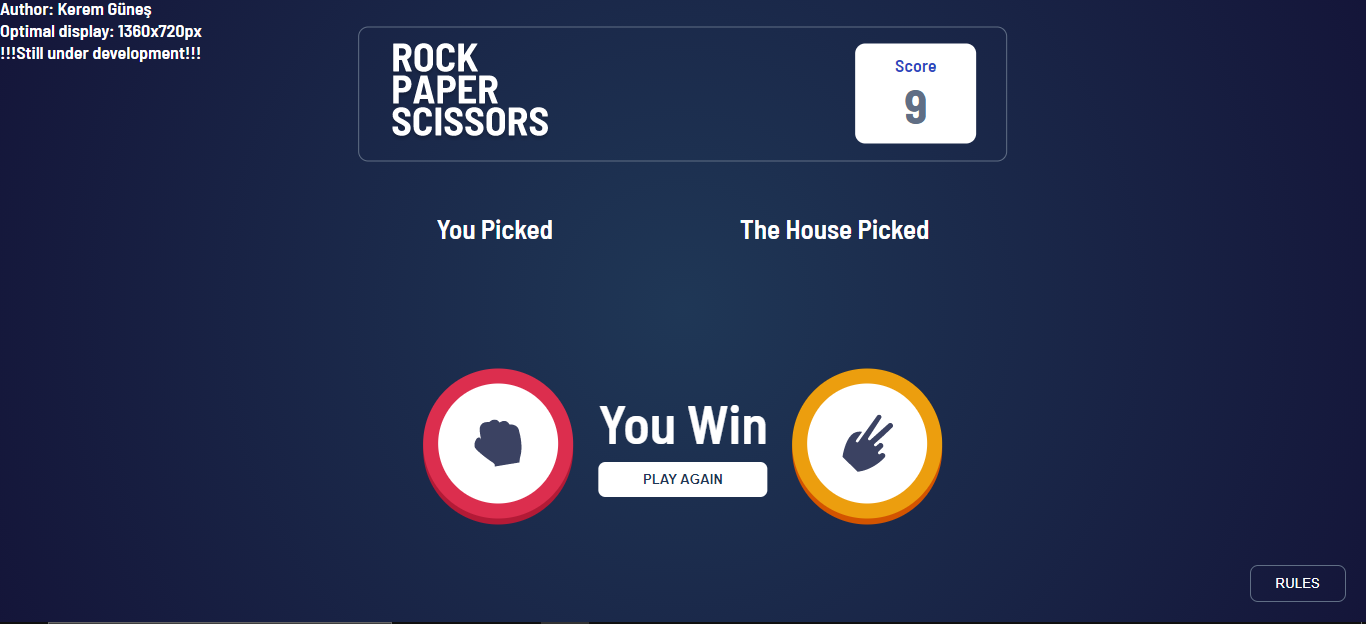 Author: Kerem Güneş
Optimal display: 1360x720px
!!!Still under development!!!
ROCK
PAPER
SCISSORS
Score
9
You Picked
The House Picked
You Win
PLAY AGAIN
RULES